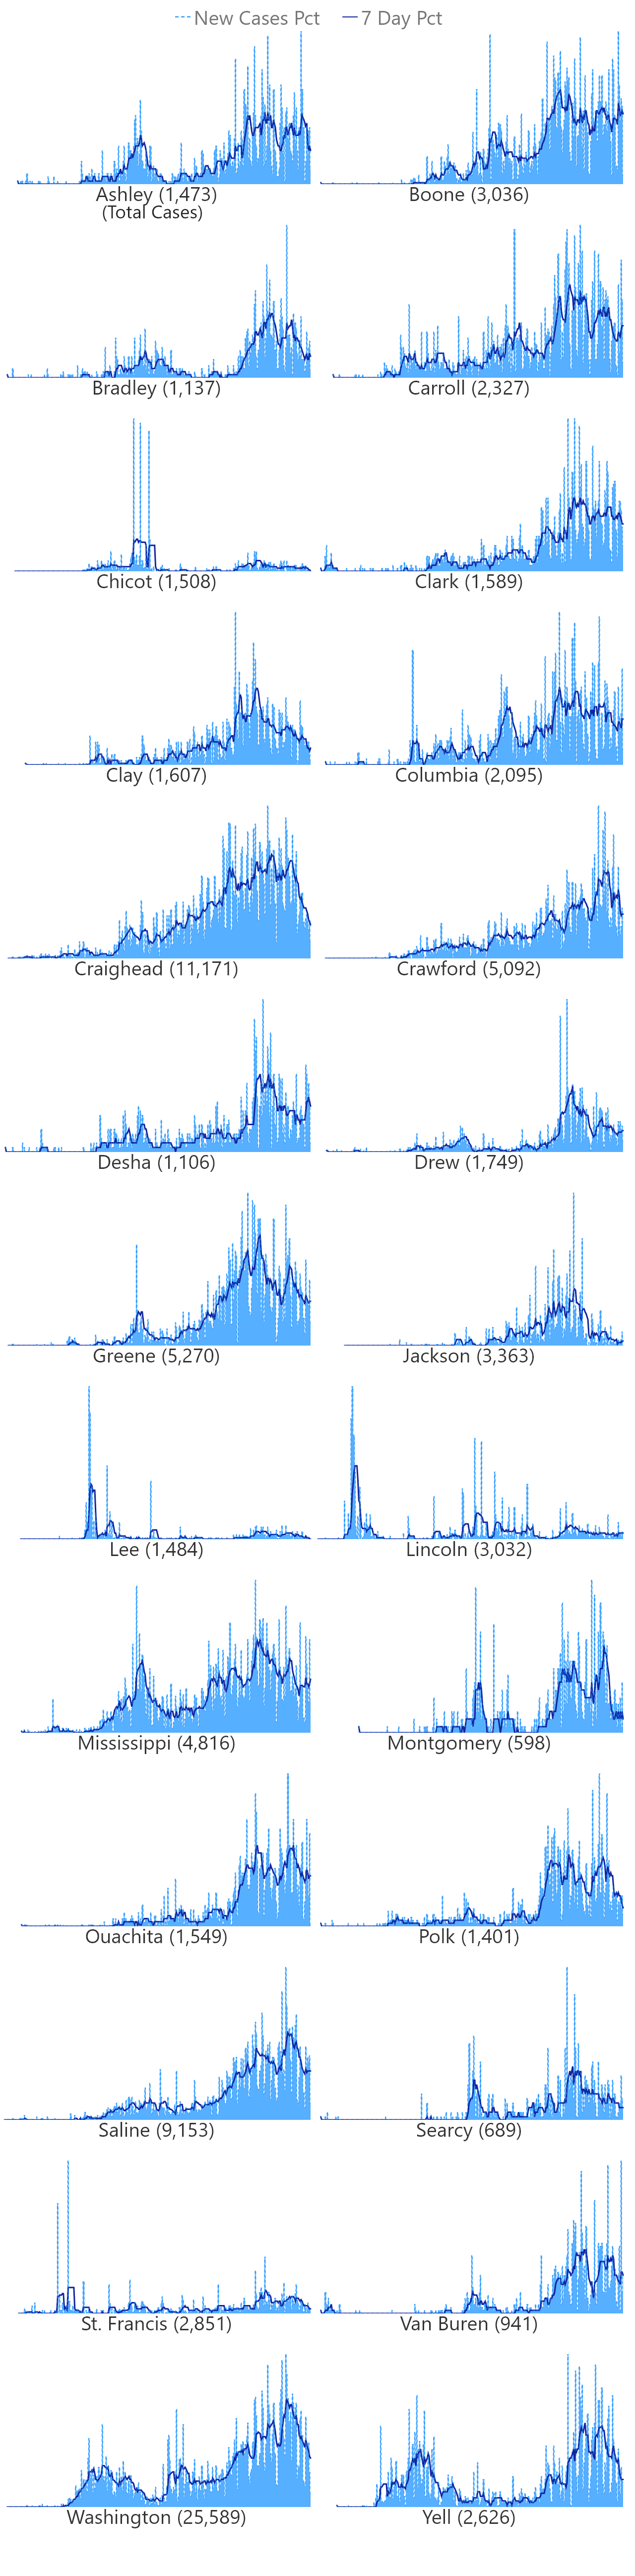 New Cases Pct 7 Day Pct
Ashley (1,473) Boone (3,036)
(Total Cases)
Bradley (1,137) Carroll (2,327)
Chicot (1,508) Clark (1,589)
Clay (1,607) Columbia (2,095)
Craighead (11,171) Crawford (5,092)
Desha (1,106) Drew (1,749)
Greene (5,270) Jackson (3,363)
Lee (1,484) Lincoln (3,032)
Mississippi (4,816) Montgomery (598)
Ouachita (1,549) Polk (1,401)
Saline (9,153) Searcy (689)
St. Francis (2,851) Van Buren (941)
Washington (25,589) Yell (2,626)